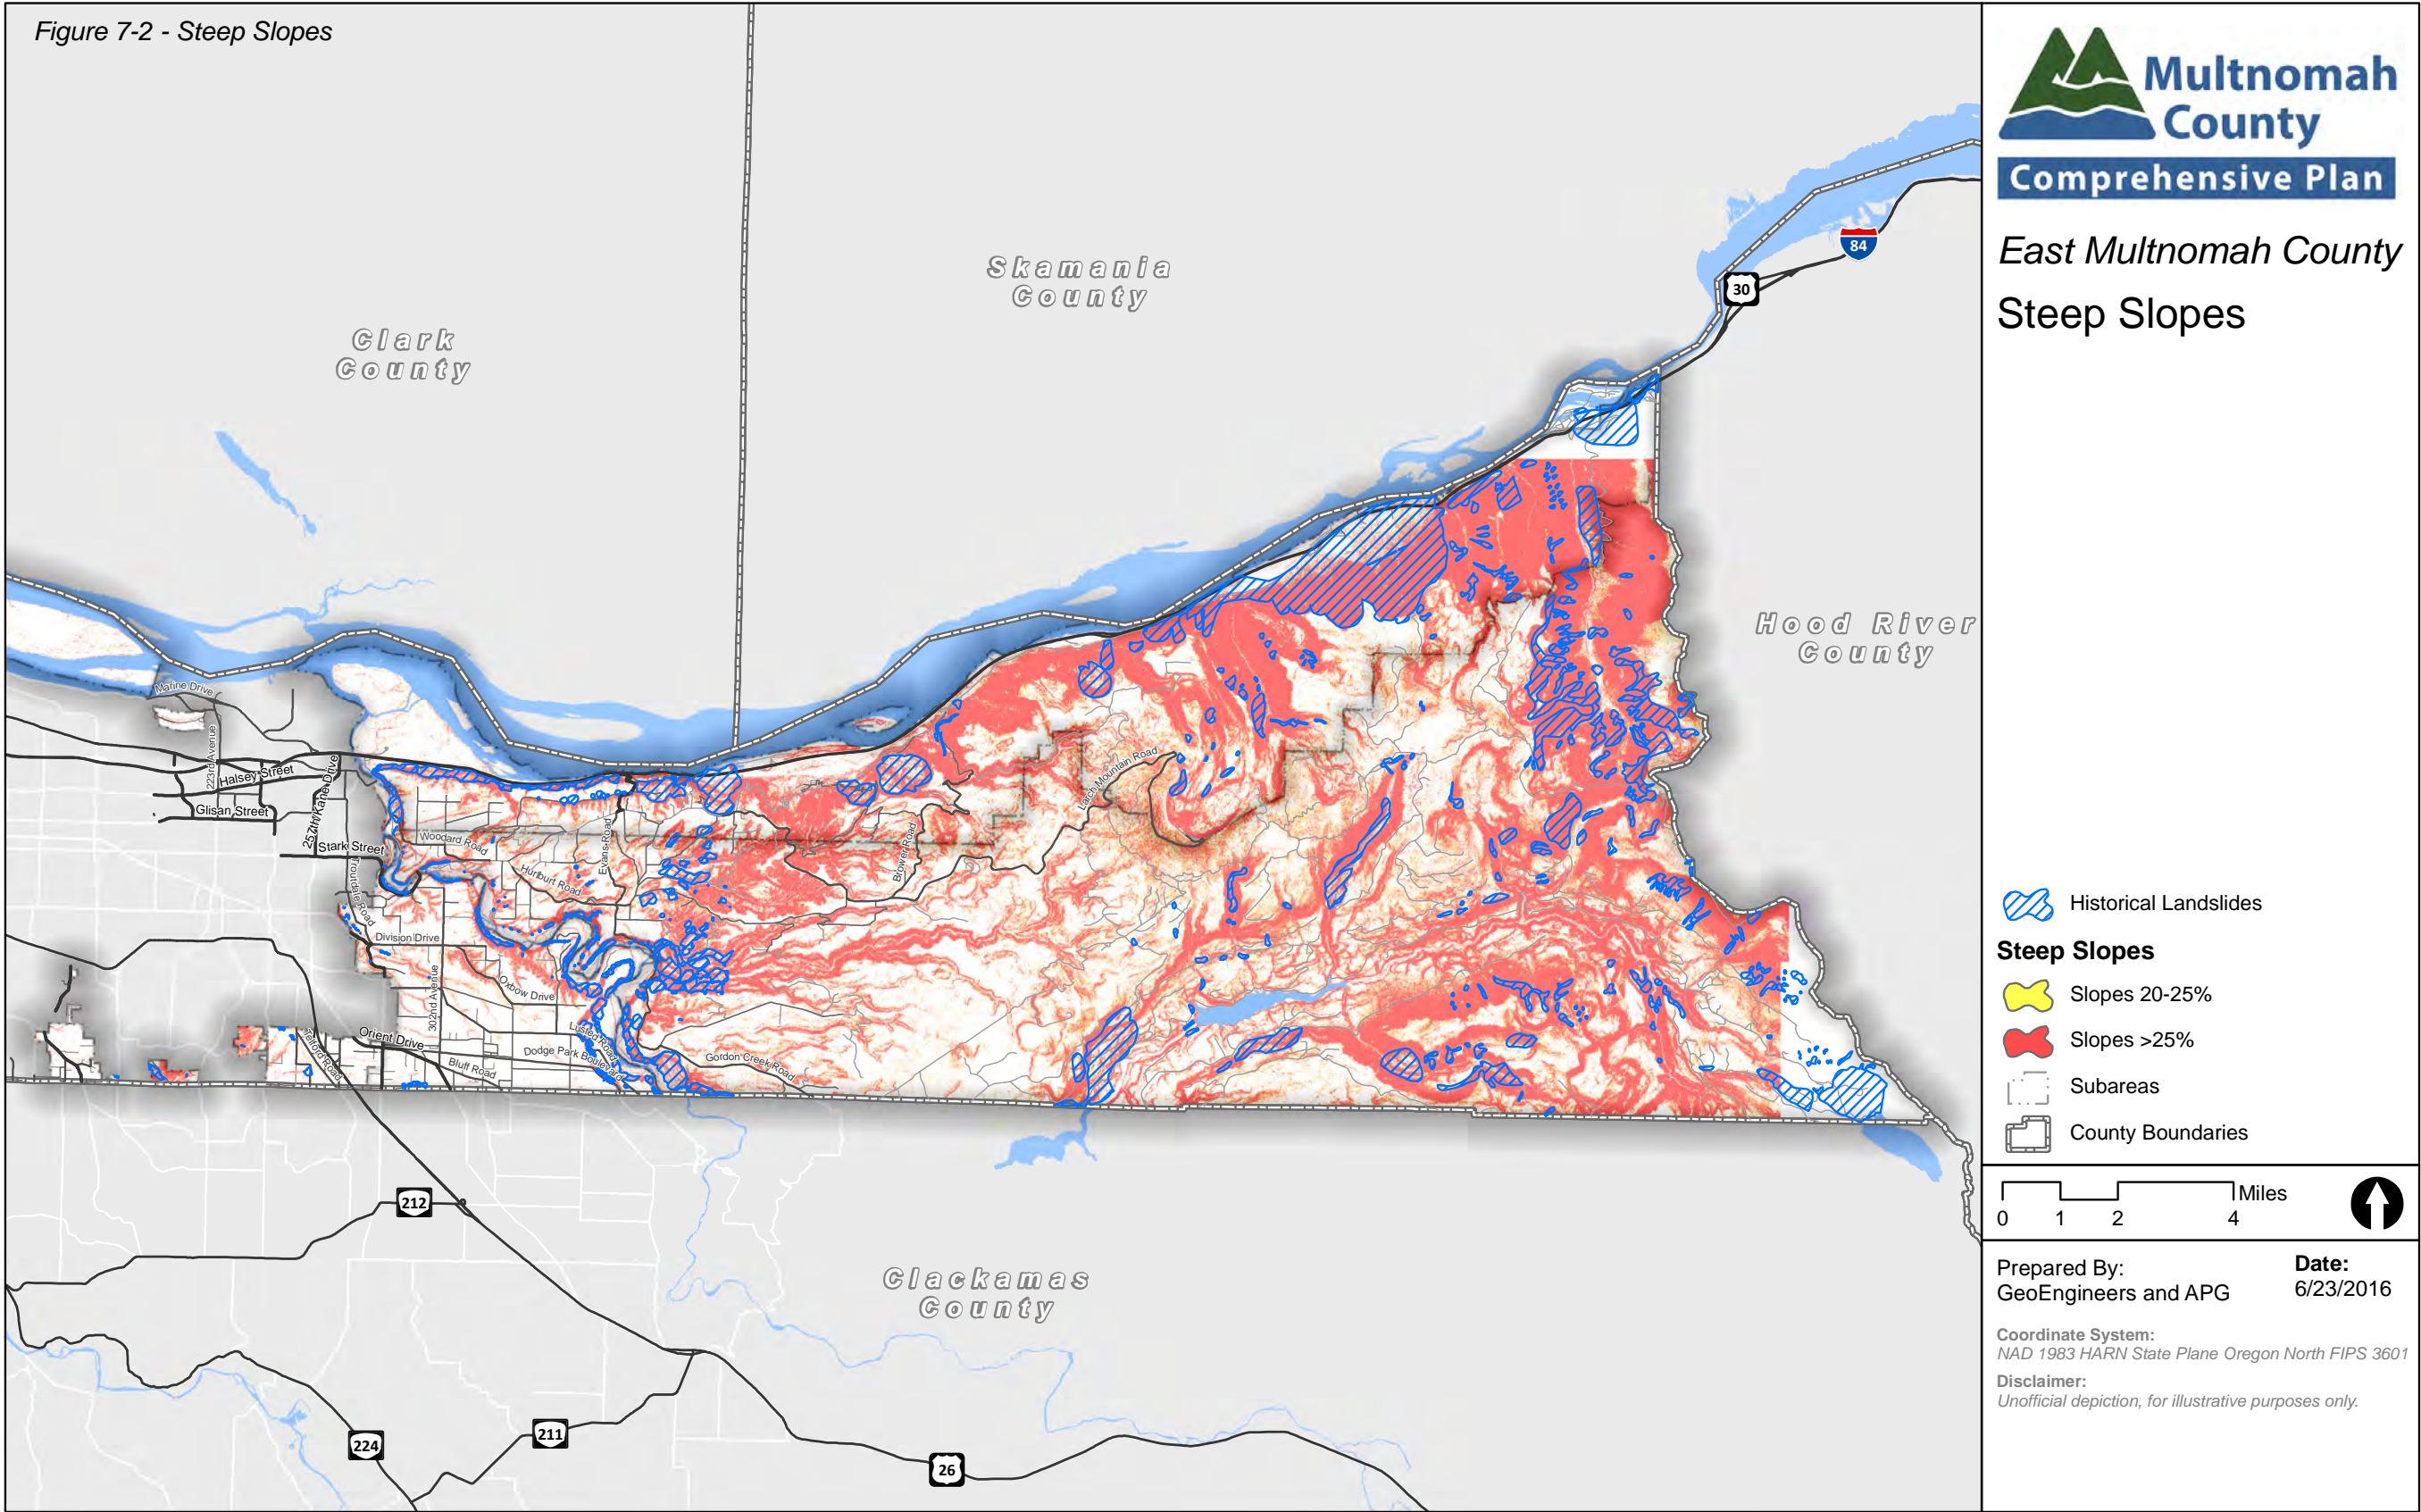 Figure 7-2 - Steep Slopes
Multnomah
County
Comprehensive Plan
East Multnomah County
Steep Slopes
Clark
County
Skamania
County
Hood River
County
Clackamas
County
84
30
Marine Drive
223rd Avenue
Halsey Street
Glisan Street
257th/Kane Drive
Stark Street
Troutdale Road
Woodard Road
Hurlburt Road
Evans Road
Brower Road
Larch Mountain Road
Division Drive
302nd Avenue
Oxbow Drive
Lusted Road
Orient Drive
Telford Road
Bluff Road
Dodge Park Boulevard
Gordon Creek Road
212
224
211
26
Historical Landslides
Steep Slopes
Slopes 20-25%
Slopes >25%
Subareas
County Boundaries
Miles
0 1 2 4
Prepared By:
GeoEngineers and APG
Date:
6/23/2016
Coordinate System:
NAD 1983 HARN State Plane Oregon North FIPS 3601
Disclaimer:
Unofficial depiction, for illustrative purposes only.